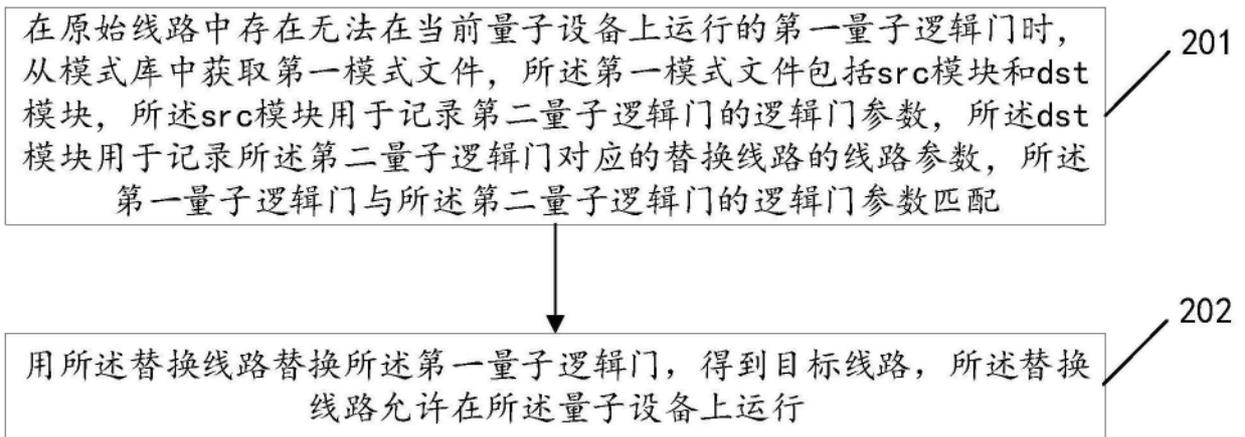 在原始线路中存在无法在当前量子设备上运行的第一量子逻辑门时，
从模式库中获取第一模式文件，所述第一模式文件包括src模块和dst
模块，所述src模块用于记录第二量子逻辑门的逻辑门参数，所述dst
模块用于记录所述第二量子逻辑门对应的替换线路的线路参数，所述
第一量子逻辑门与所述第二量子逻辑门的逻辑门参数匹配
201
用所述替换线路替换所述第一量子逻辑门，得到目标线路，所述替换
线路允许在所述量子设备上运行
202